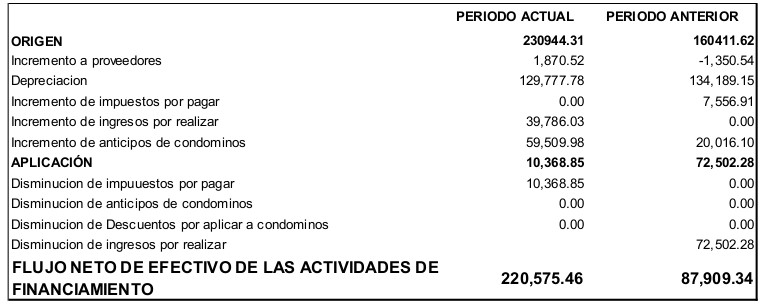 PERIODO ACTUAL PERIODO ANTERIOR
ORIGEN 230944.31 160411.62
Incremento a proveedores 1,870.52 -1,350.54
Depreciacion 129,777.78 134,189.15
Incremento de impuestos por pagar 0.00 7,556.91
Incremento de ingresos por realizar 39,786.03 0.00
Incremento de anticipos de condominos 59,509.98 20,016.10
APLICACIÓN 10,368.85 72,502.28
Disminucion de impuuestos por pagar 10,368.85 0.00
Disminucion de anticipos de condominos 0.00 0.00
Disminucion de Descuentos por aplicar a condominos 0.00 0.00
Disminucion de ingresos por realizar 72,502.28
FLUJO NETO DE EFECTIVO DE LAS ACTIVIDADES DE
FINANCIAMIENTO 220,575.46 87,909.34